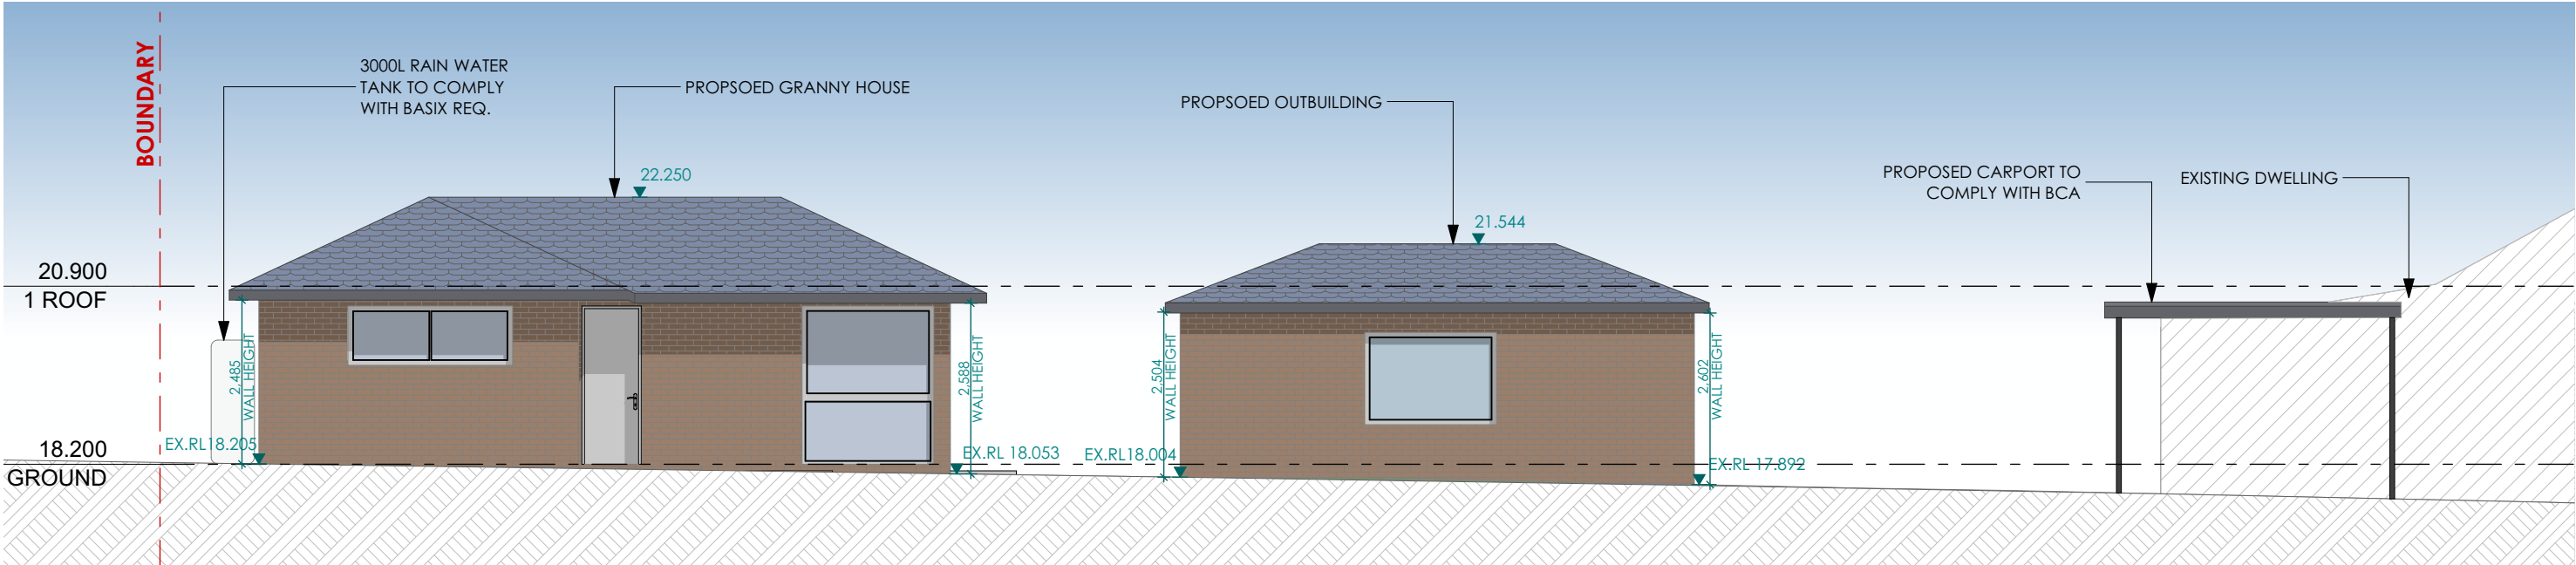 BOUNDARY
3000L RAIN WATER
TANK TO COMPLY
WITH BASIX REQ.
PROPSOED GRANNY HOUSE
22.250
PROPSOED OUTBUILDING
21.544
PROPOSED CARPORT TO
COMPLY WITH BCA
EXISTING DWELLING
20.900
1 ROOF
2,485
WALL HEIGHT
2,588
WALL HEIGHT
2,504
WALL HEIGHT
2,602
WALL HEIGHT
18.200
GROUND
EX.RL18.205
EX.RL 18.053
EX.RL18.004
EX.RL 17.892